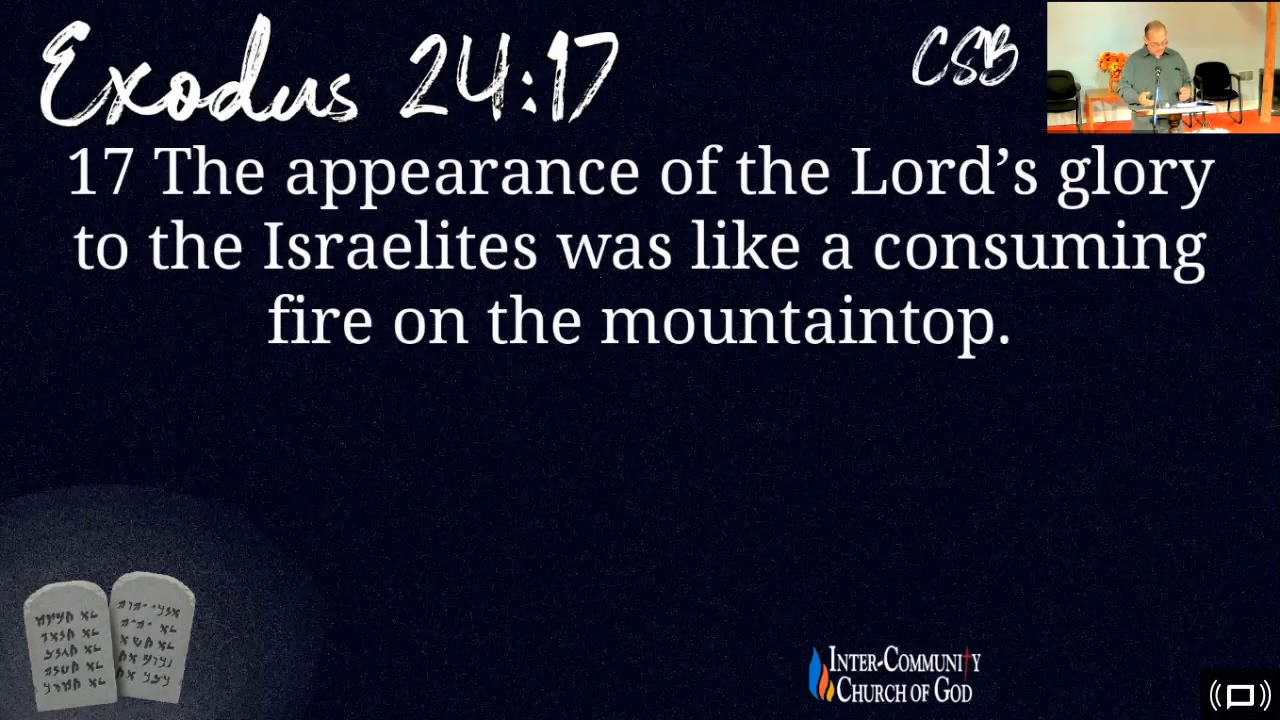 Exodus 24:17
CSB
17 The appearance of the Lord’s glory
to the Israelites was like a consuming
fire on the mountaintop.
Inter-Community
Church of God